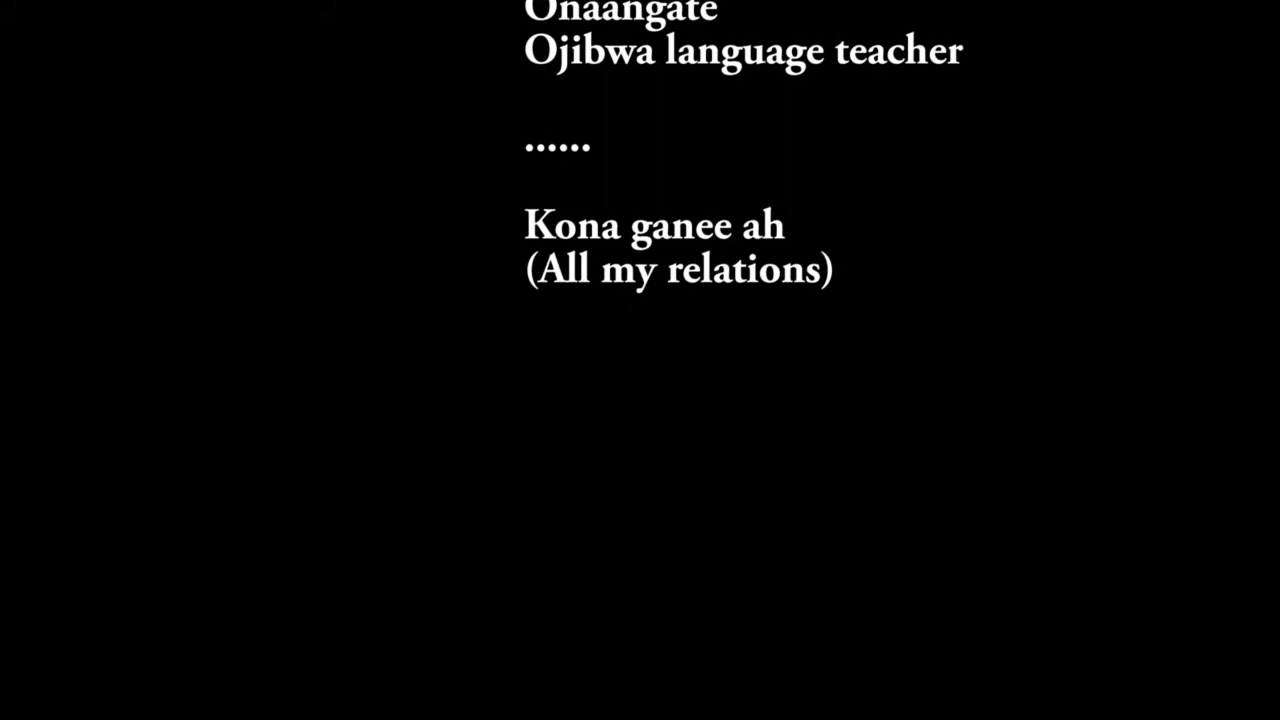 Onaangate
Ojibwa language teacher
......
Kona ganee ah
(All my relations)